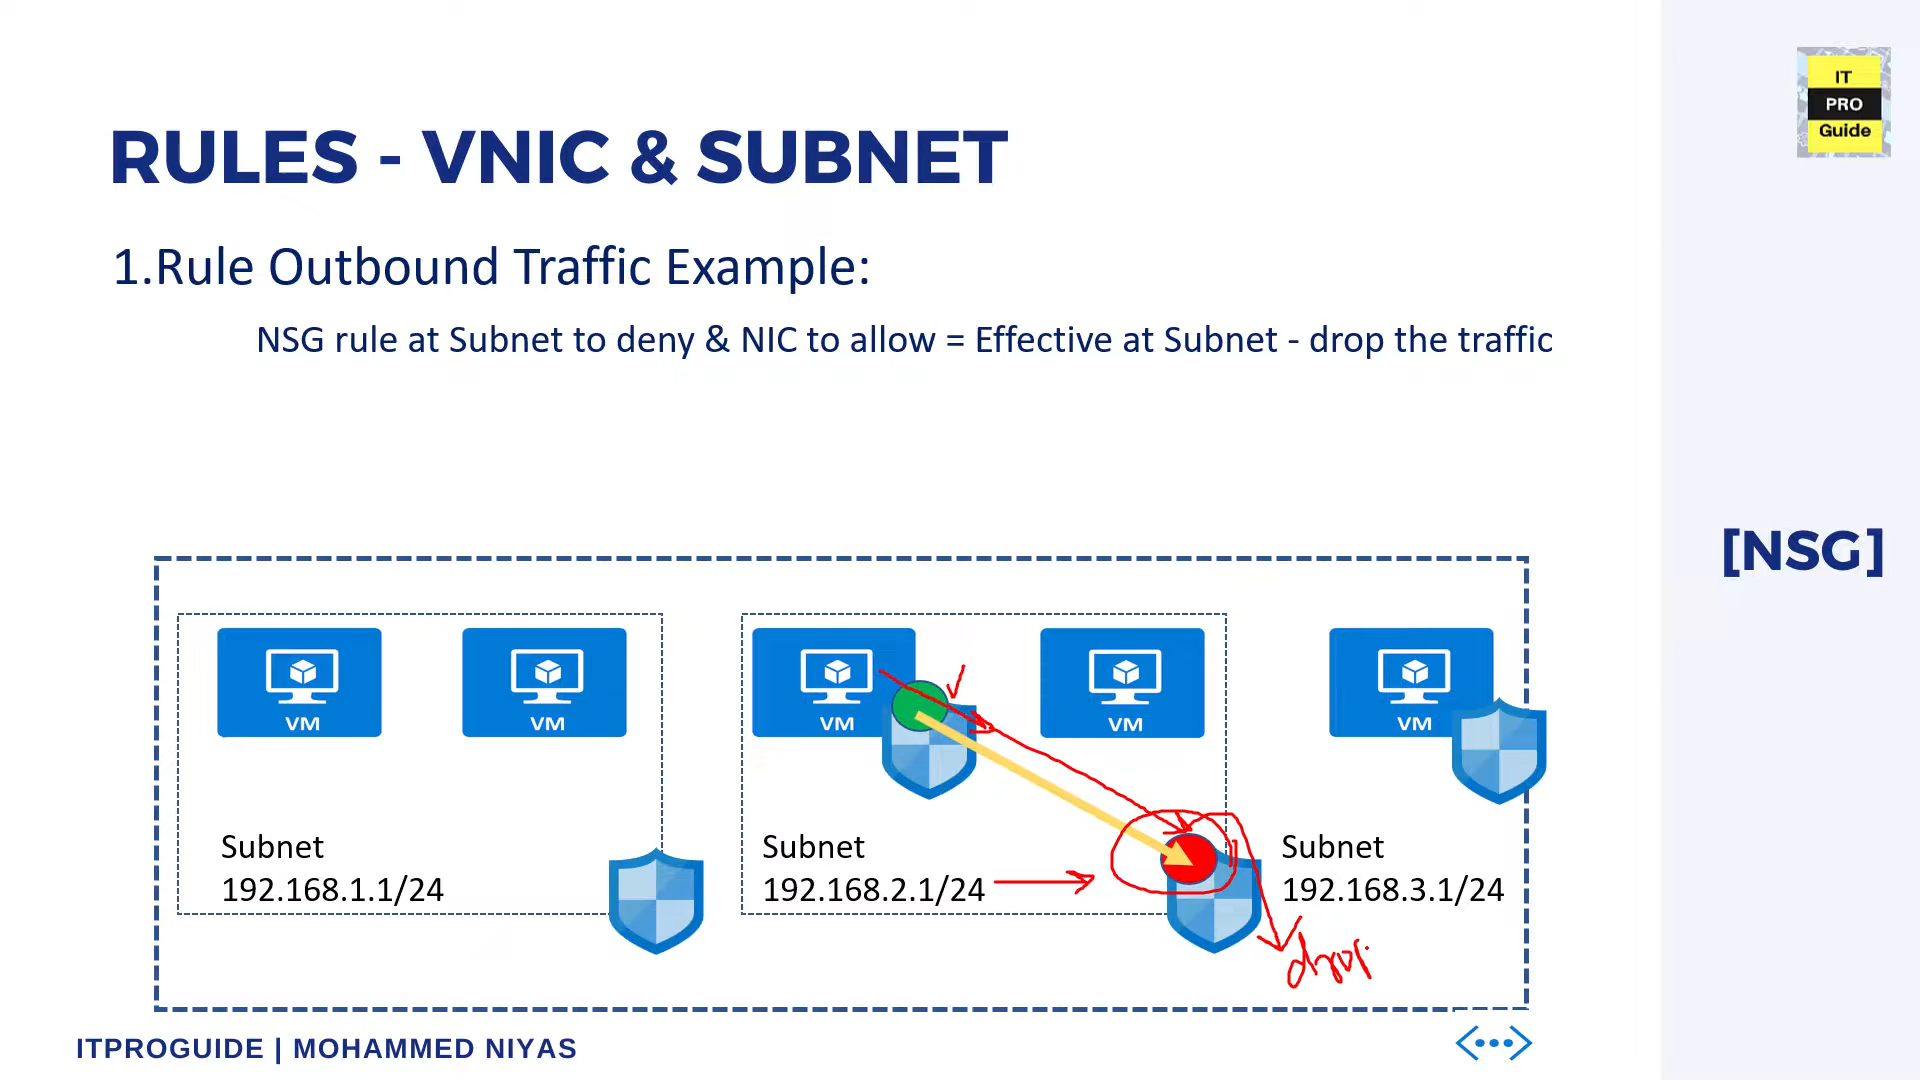 IT
PRO
Guide
RULES - VNIC & SUBNET
1.Rule Outbound Traffic Example:
NSG rule at Subnet to deny & NIC to allow = Effective at Subnet - drop the traffic
[NSG]
VM
VM
VM
VM
VM
Subnet
192.168.1.1/24
Subnet
192.168.2.1/24
Subnet
192.168.3.1/24
drop
ITPROGUIDE | MOHAMMED NIYAS